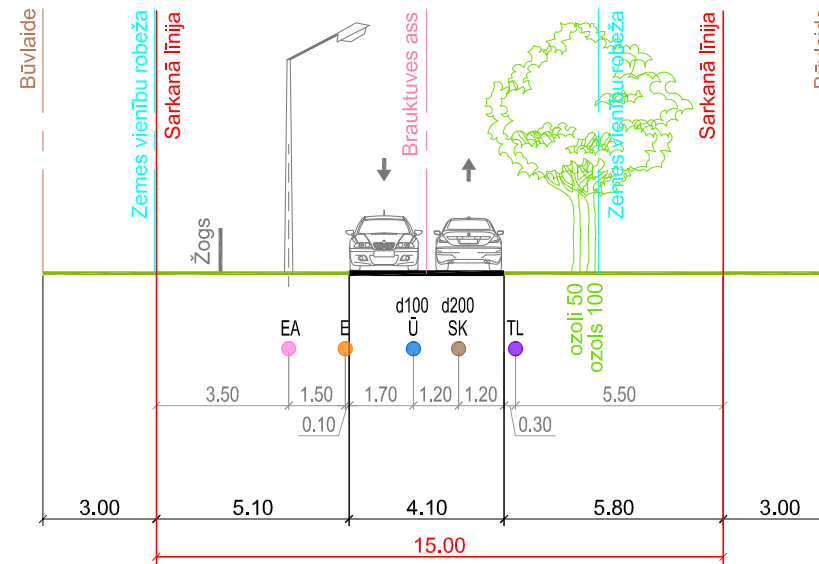 Būvlaide
Zemes vienību robeža
Sarkanā līnija
Brauktuves ass
Zemes vienību robeža
Sarkanā līnija
Žogs
ozoli 50
ozols 100
d100
d200
EA
E
Ū
SK
TL
3.50
1.50
1.70
1.20
1.20
5.50
0.10
0.30
3.00
5.10
4.10
5.80
3.00
15.00